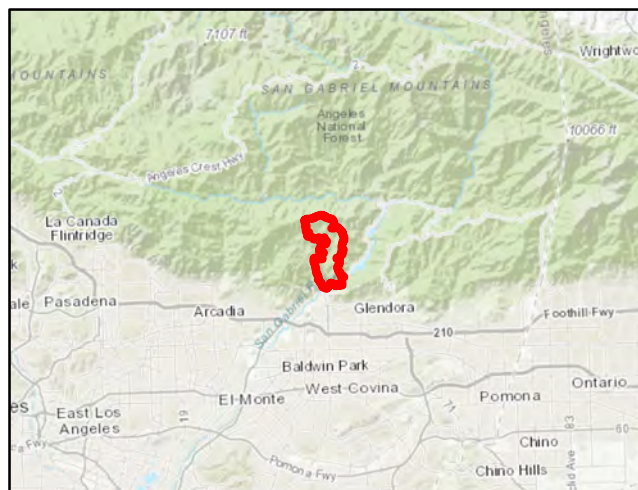 7107 ft
Wrightwo
MOUNTAINS
2
SAN GABRIEL MOUNTAINS
Angeles
National
Forest
10066 ft
Angeles Crest Hwy
2
La Canada
Flintridge
Pasadena
Arcadia
San Gabriel
Glendora
Foothill Fwy
210
Baldwin Park
West Covina
El Monte
Ontario
Pomona
71
19
East Los
Angeles
83
60
Chino
Pomona Fwy
Chino Hills